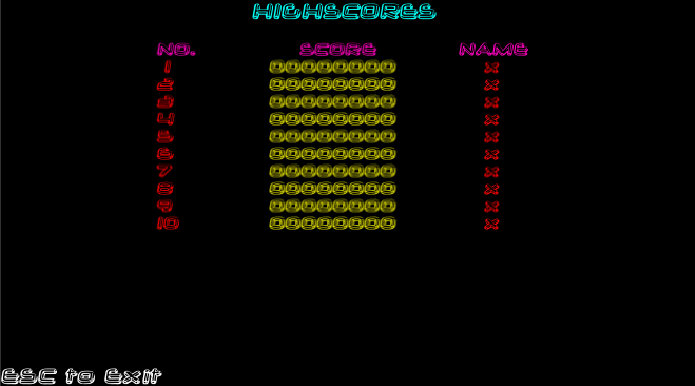 HIGHSCORES
NO. SCORE NAME
1 00000000 X
2 00000000 X
3 00000000 X
4 00000000 X
5 00000000 X
6 00000000 X
7 00000000 X
8 00000000 X
9 00000000 X
10 00000000 X
ESC to Exit